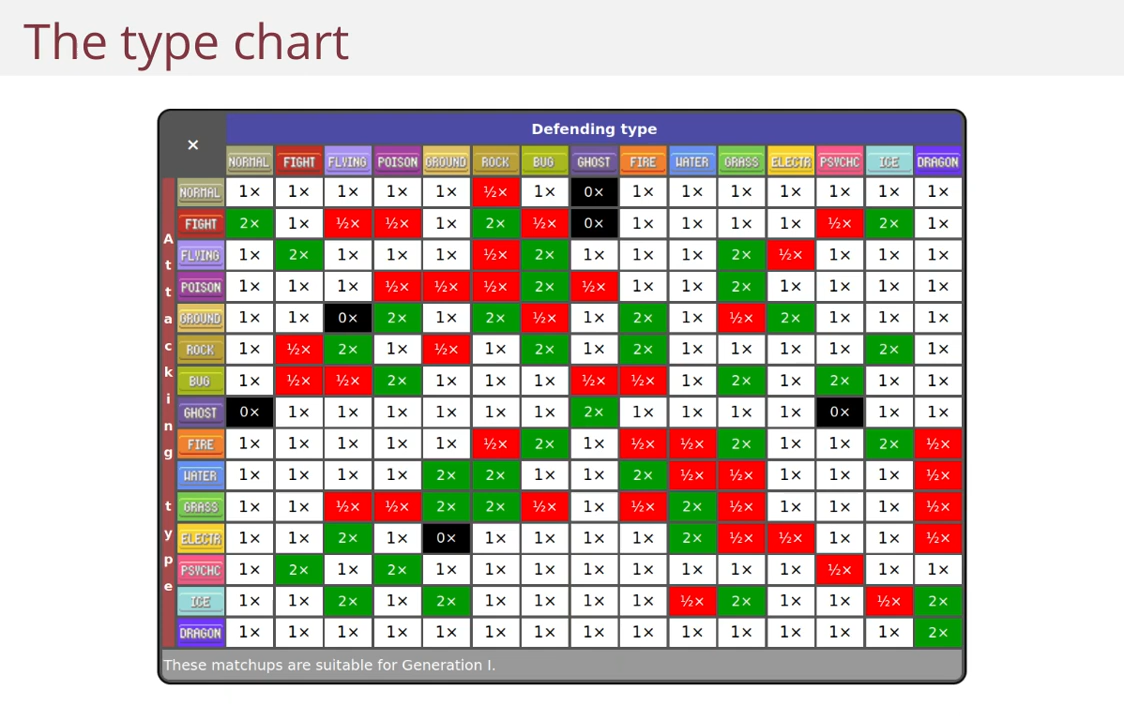 The type chart
× Defending type
NORMAL FIGHT FLYING POISON GROUND ROCK BUG GHOST FIRE WATER GRASS ELECTR PSYCHC ICE DRAGON
Attacking type
NORMAL 1× 1× 1× 1× 1× ½× 1× 0× 1× 1× 1× 1× 1× 1× 1×
FIGHT 2× 1× ½× ½× 1× 2× ½× 0× 1× 1× 1× 1× ½× 2× 1×
FLYING 1× 2× 1× 1× 1× ½× 2× 1× 1× 1× 2× ½× 1× 1× 1×
POISON 1× 1× 1× ½× ½× ½× 2× ½× 1× 1× 2× 1× 1× 1× 1×
GROUND 1× 1× 0× 2× 1× 2× ½× 1× 2× 1× ½× 2× 1× 1× 1×
ROCK 1× ½× 2× 1× ½× 1× 2× 1× 2× 1× 1× 1× 1× 2× 1×
BUG 1× ½× ½× 2× 1× 1× 1× ½× ½× 1× 2× 1× 2× 1× 1×
GHOST 0× 1× 1× 1× 1× 1× 1× 2× 1× 1× 1× 1× 0× 1× 1×
FIRE 1× 1× 1× 1× 1× ½× 2× 1× ½× ½× 2× 1× 1× 2× ½×
WATER 1× 1× 1× 1× 2× 2× 1× 1× 2× ½× ½× 1× 1× 1× ½×
GRASS 1× 1× ½× ½× 2× 2× ½× 1× ½× 2× ½× 1× 1× 1× ½×
ELECTR 1× 1× 2× 1× 0× 1× 1× 1× 1× 2× ½× ½× 1× 1× ½×
PSYCHC 1× 2× 1× 2× 1× 1× 1× 1× 1× 1× 1× 1× ½× 1× 1×
ICE 1× 1× 2× 1× 2× 1× 1× 1× 1× ½× 2× 1× 1× ½× 2×
DRAGON 1× 1× 1× 1× 1× 1× 1× 1× 1× 1× 1× 1× 1× 1× 2×
These matchups are suitable for Generation I.